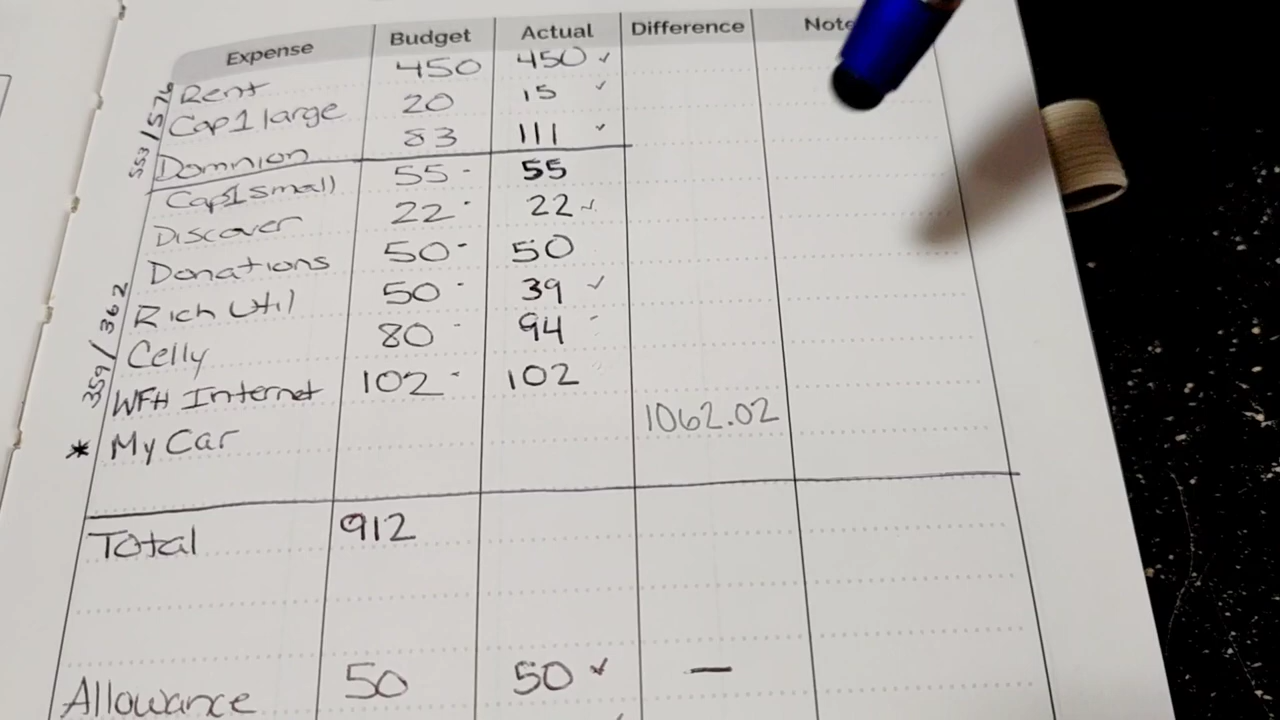 Expense Budget Actual Difference Note
Rent 450 450 ✓
Cap1 large 20 15 ✓
Domnion 83 111 ✓
553/576
Cap1 small 55 - 55
Discover 22 - 22 ✓
Donations 50 - 50
Rich Util 50 - 39 ✓
Celly 80 - 94
WFH Internet 102 - 102
359/362
* My Car 1062.02
Total 912
Allowance 50 50 ✓ —